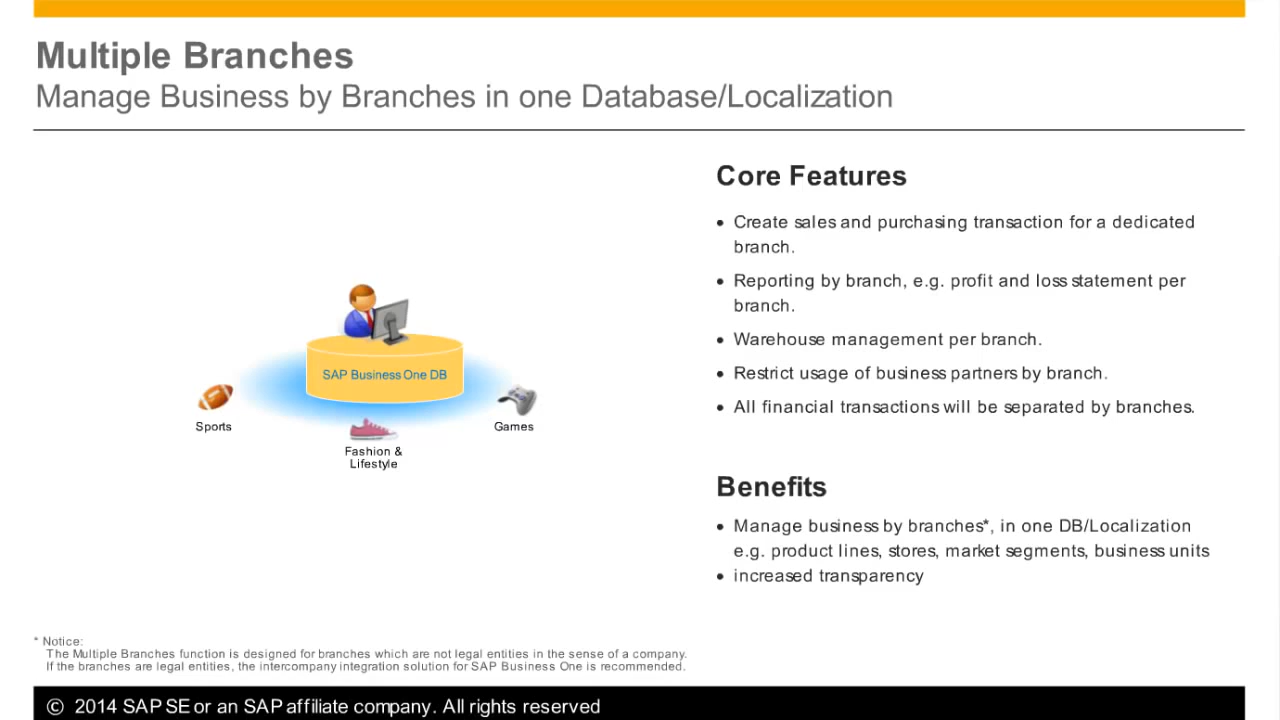 Multiple Branches
Manage Business by Branches in one Database/Localization
SAP Business One DB
Sports
Fashion &
Lifestyle
Games
Core Features
• Create sales and purchasing transaction for a dedicated
branch.
• Reporting by branch, e.g. profit and loss statement per
branch.
• Warehouse management per branch.
• Restrict usage of business partners by branch.
• All financial transactions will be separated by branches.
Benefits
• Manage business by branches*, in one DB/Localization
e.g. product lines, stores, market segments, business units
• increased transparency
* Notice:
The Multiple Branches function is designed for branches which are not legal entities in the sense of a company.
If the branches are legal entities, the intercompany integration solution for SAP Business One is recommended.
© 2014 SAP SE or an SAP affiliate company. All rights reserved